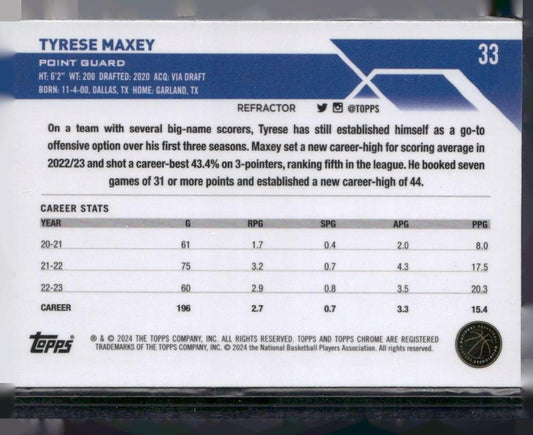 TYRESE MAXEY
33
POINT GUARD
HT: 6'2" WT: 200 DRAFTED: 2020 ACQ: VIA DRAFT
BORN: 11-4-00, DALLAS, TX HOME: GARLAND, TX
REFRACTOR @TOPPS
On a team with several big-name scorers, Tyrese has still established himself as a go-to
offensive option over his first three seasons. Maxey set a new career-high for scoring average in
2022/23 and shot a career-best 43.4% on 3-pointers, ranking fifth in the league. He booked seven
games of 31 or more points and established a new career-high of 44.
CAREER STATS
YEAR G RPG SPG APG PPG
20-21 61 1.7 0.4 2.0 8.0
21-22 75 3.2 0.7 4.3 17.5
22-23 60 2.9 0.8 3.5 20.3
CAREER 196 2.7 0.7 3.3 15.4
Topps
® & © 2024 THE TOPPS COMPANY, INC. ALL RIGHTS RESERVED. TOPPS AND TOPPS CHROME ARE REGISTERED
TRADEMARKS OF THE TOPPS COMPANY, INC. © 2024 the National Basketball Players Association. All rights reserved.